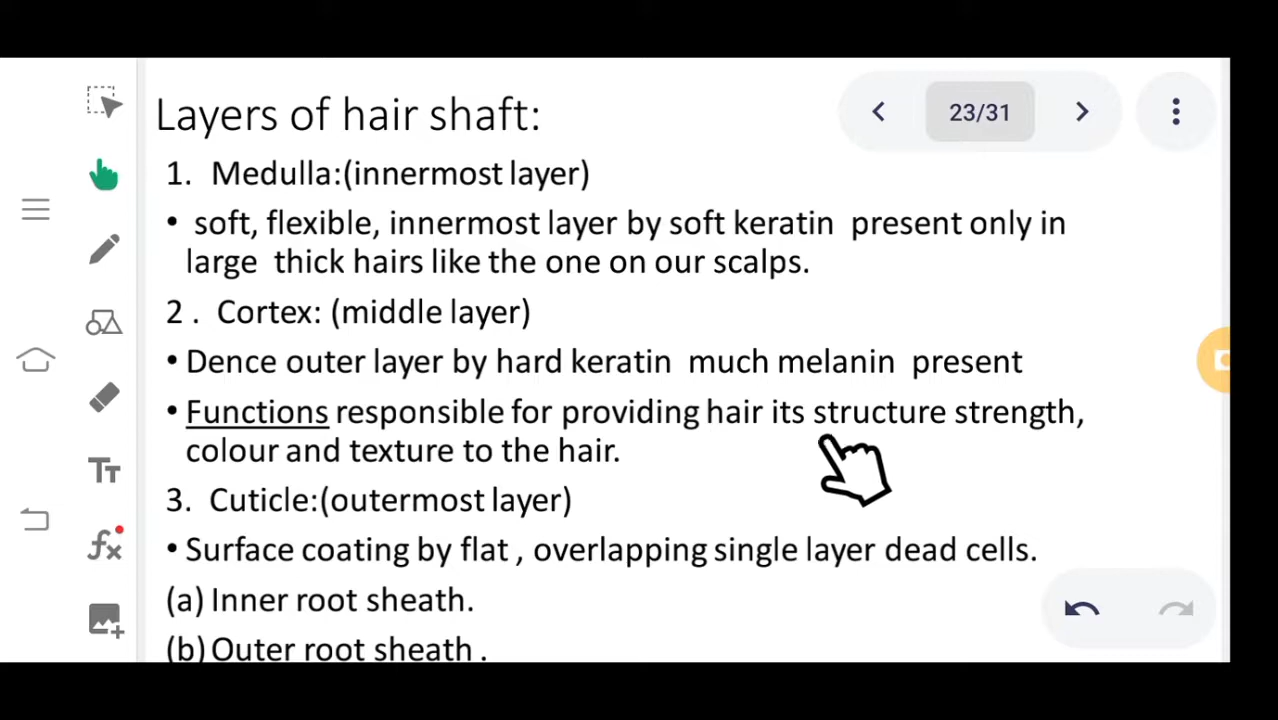 Layers of hair shaft:
23/31
1. Medulla:(innermost layer)
• soft, flexible, innermost layer by soft keratin present only in
large thick hairs like the one on our scalps.
2 . Cortex: (middle layer)
• Dence outer layer by hard keratin much melanin present
• Functions responsible for providing hair its structure strength,
colour and texture to the hair.
3. Cuticle:(outermost layer)
• Surface coating by flat , overlapping single layer dead cells.
(a) Inner root sheath.
(b) Outer root sheath .
TT
fx